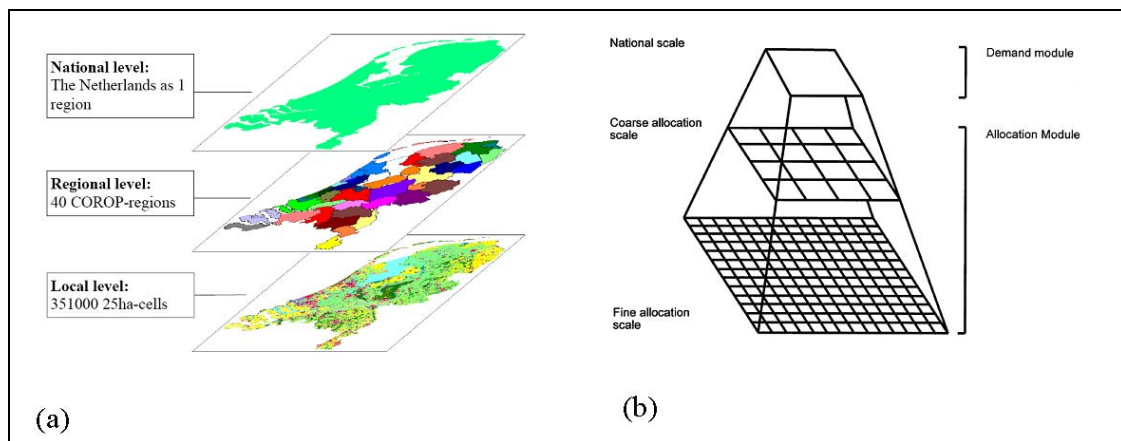 National level:
The Netherlands as 1
region
Regional level:
40 COROP-regions
Local level:
351000 25ha-cells
(a)
National scale
Demand module
Coarse allocation
scale
Allocation Module
Fine allocation
scale
(b)